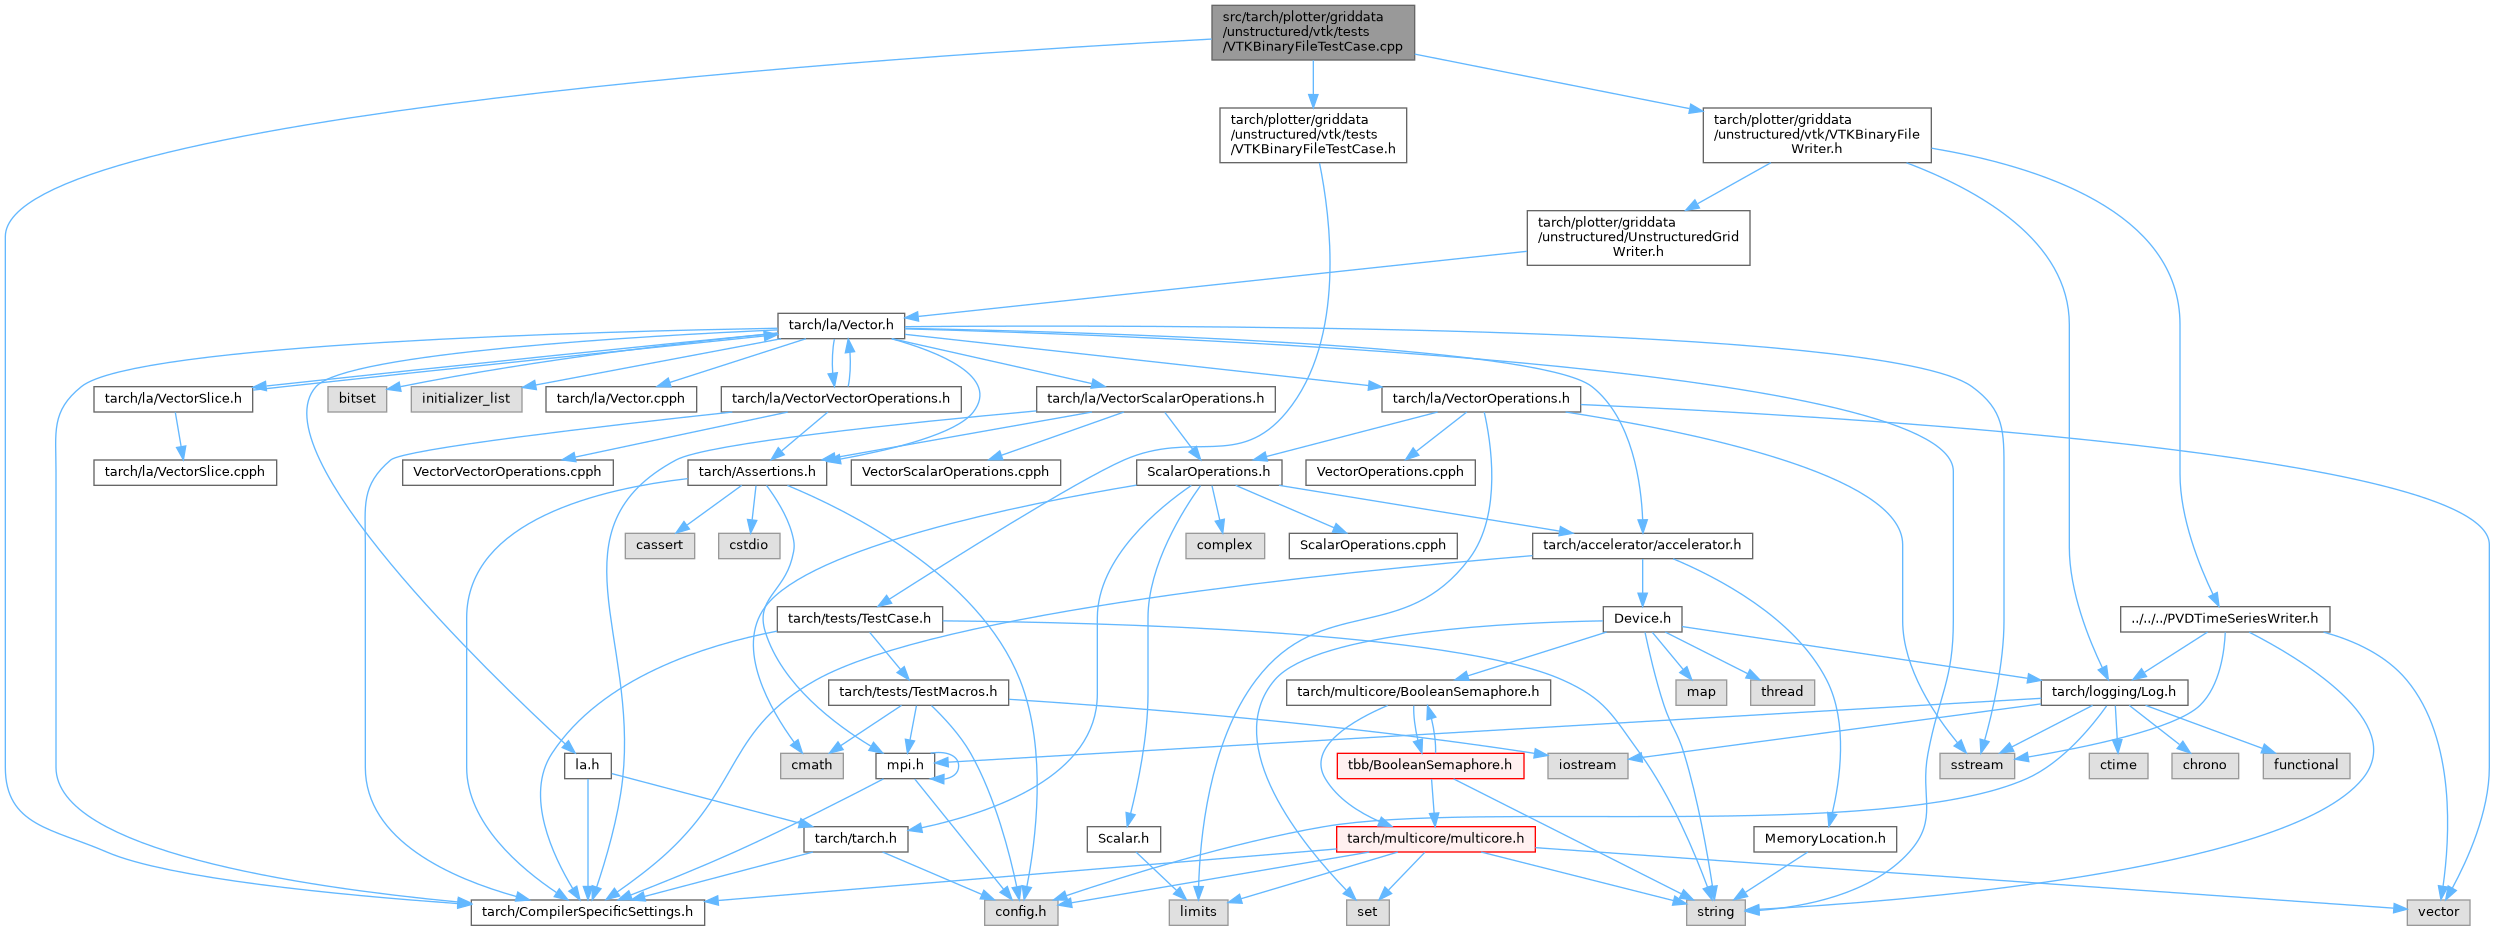 src/tarch/plotter/griddata
/unstructured/vtk/tests
/VTKBinaryFileTestCase.cpp
tarch/plotter/griddata
/unstructured/vtk/tests
/VTKBinaryFileTestCase.h
tarch/plotter/griddata
/unstructured/vtk/VTKBinaryFile
Writer.h
tarch/plotter/griddata
/unstructured/UnstructuredGrid
Writer.h
tarch/la/Vector.h
tarch/la/VectorSlice.h
bitset
initializer_list
tarch/la/Vector.cpph
tarch/la/VectorVectorOperations.h
tarch/la/VectorScalarOperations.h
tarch/la/VectorOperations.h
tarch/la/VectorSlice.cpph
VectorVectorOperations.cpph
tarch/Assertions.h
VectorScalarOperations.cpph
ScalarOperations.h
VectorOperations.cpph
cassert
cstdio
complex
ScalarOperations.cpph
tarch/accelerator/accelerator.h
tarch/tests/TestCase.h
Device.h
../../../PVDTimeSeriesWriter.h
tarch/tests/TestMacros.h
tarch/multicore/BooleanSemaphore.h
map
thread
tarch/logging/Log.h
la.h
cmath
mpi.h
tbb/BooleanSemaphore.h
iostream
sstream
ctime
chrono
functional
tarch/tarch.h
Scalar.h
tarch/multicore/multicore.h
MemoryLocation.h
tarch/CompilerSpecificSettings.h
config.h
limits
set
string
vector